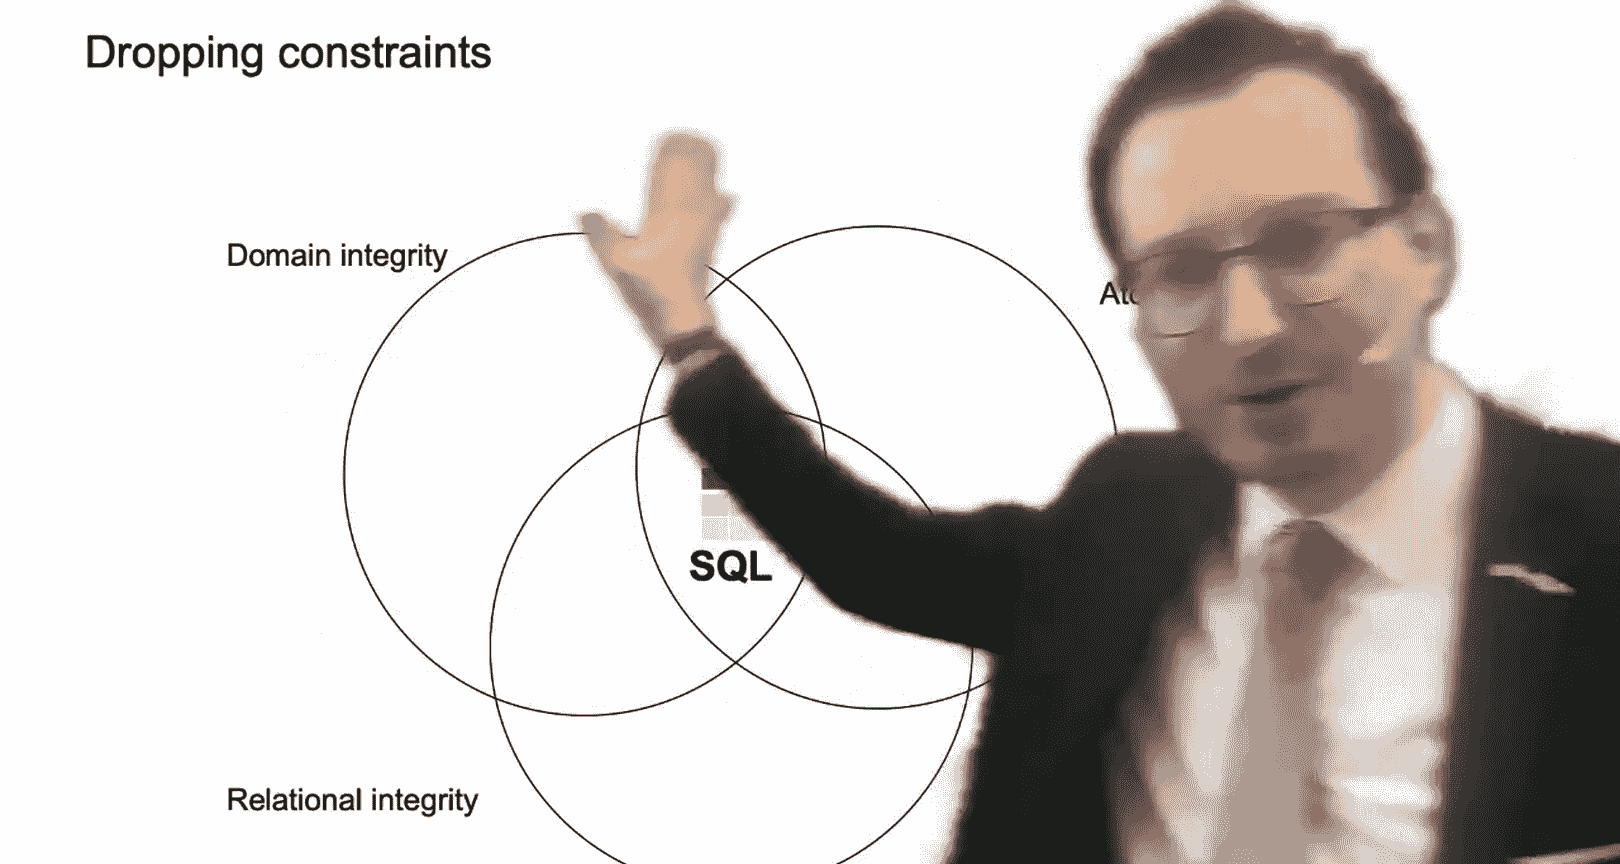 Dropping constraints
Domain integrity
SQL
Relational integrity